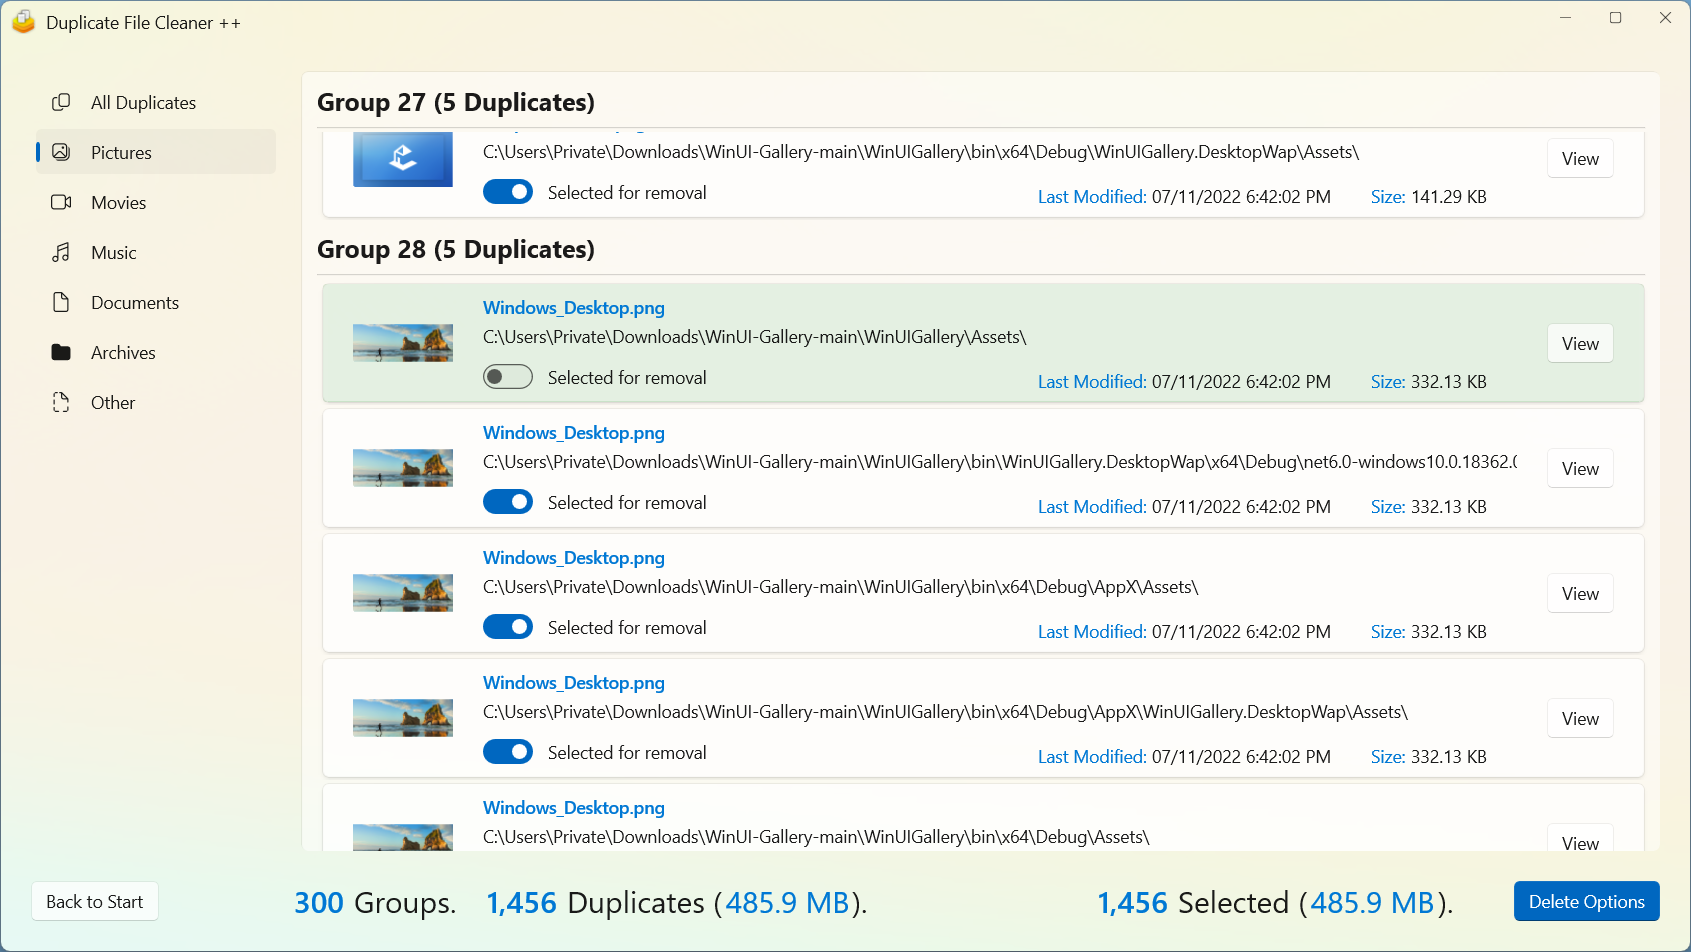 Duplicate File Cleaner ++
All Duplicates
Pictures
Movies
Music
Documents
Archives
Other
Group 27 (5 Duplicates)
C:\Users\Private\Downloads\WinUI-Gallery-main\WinUIGallery\bin\x64\Debug\WinUIGallery.DesktopWap\Assets\
View
Selected for removal
Last Modified: 07/11/2022 6:42:02 PM
Size: 141.29 KB
Group 28 (5 Duplicates)
Windows_Desktop.png
C:\Users\Private\Downloads\WinUI-Gallery-main\WinUIGallery\Assets\
View
Selected for removal
Last Modified: 07/11/2022 6:42:02 PM
Size: 332.13 KB
Windows_Desktop.png
C:\Users\Private\Downloads\WinUI-Gallery-main\WinUIGallery\bin\WinUIGallery.DesktopWap\x64\Debug\net6.0-windows10.0.18362.0
View
Selected for removal
Last Modified: 07/11/2022 6:42:02 PM
Size: 332.13 KB
Windows_Desktop.png
C:\Users\Private\Downloads\WinUI-Gallery-main\WinUIGallery\bin\x64\Debug\AppX\Assets\
View
Selected for removal
Last Modified: 07/11/2022 6:42:02 PM
Size: 332.13 KB
Windows_Desktop.png
C:\Users\Private\Downloads\WinUI-Gallery-main\WinUIGallery\bin\x64\Debug\AppX\WinUIGallery.DesktopWap\Assets\
View
Selected for removal
Last Modified: 07/11/2022 6:42:02 PM
Size: 332.13 KB
Windows_Desktop.png
C:\Users\Private\Downloads\WinUI-Gallery-main\WinUIGallery\bin\x64\Debug\Assets\
View
Back to Start
300 Groups.
1,456 Duplicates (485.9 MB).
1,456 Selected (485.9 MB).
Delete Options